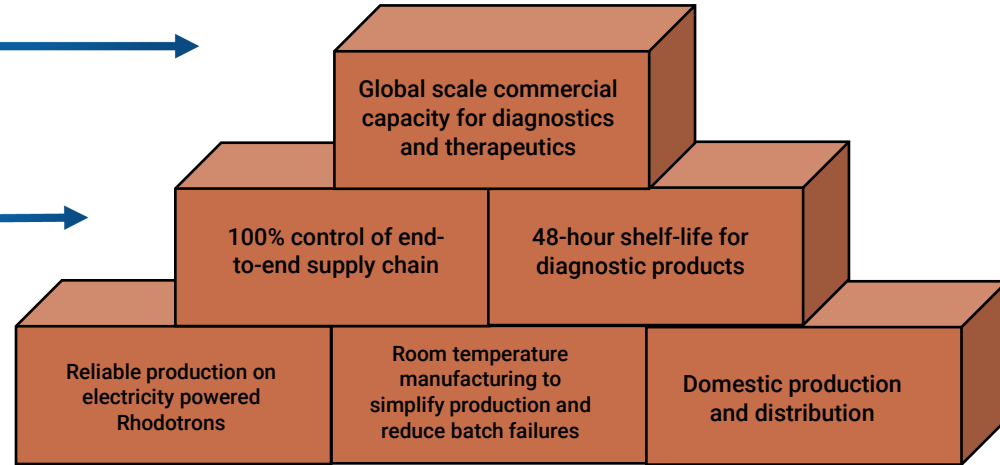 Global scale commercial
capacity for diagnostics
and therapeutics
100% control of end-
to-end supply chain
48-hour shelf-life for
diagnostic products
Reliable production on
electricity powered
Rhodotrons
Room temperature
manufacturing to
simplify production and
reduce batch failures
Domestic production
and distribution